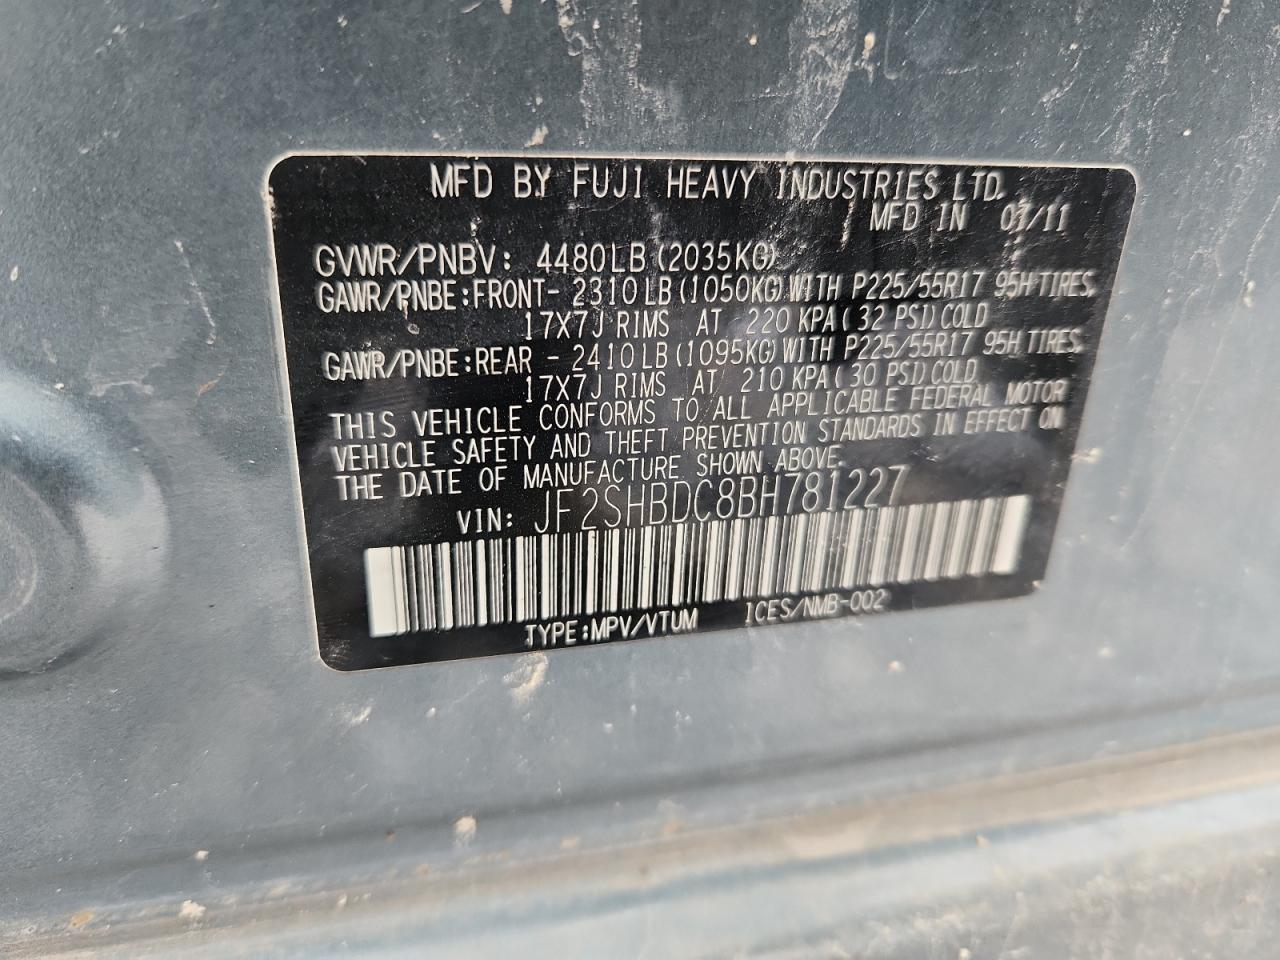 MFD BY FUJI HEAVY INDUSTRIES LTD.
MFD IN 07/11
GVWR/PNBV: 4480LB(2035KG)
GAWR/PNBE:FRONT- 2310LB(1050KG)WITH P225/55R17 95H TIRES,
17X7J RIMS AT 220 KPA(32 PSI)COLD
GAWR/PNBE:REAR - 2410LB(1095KG)WITH P225/55R17 95H TIRES,
17X7J RIMS AT 210 KPA(30 PSI)COLD
THIS VEHICLE CONFORMS TO ALL APPLICABLE FEDERAL MOTOR
VEHICLE SAFETY AND THEFT PREVENTION STANDARDS IN EFFECT ON
THE DATE OF MANUFACTURE SHOWN ABOVE.
VIN: JF2SHBDC8BH781227
TYPE:MPV/VTUM ICES/NMB-002